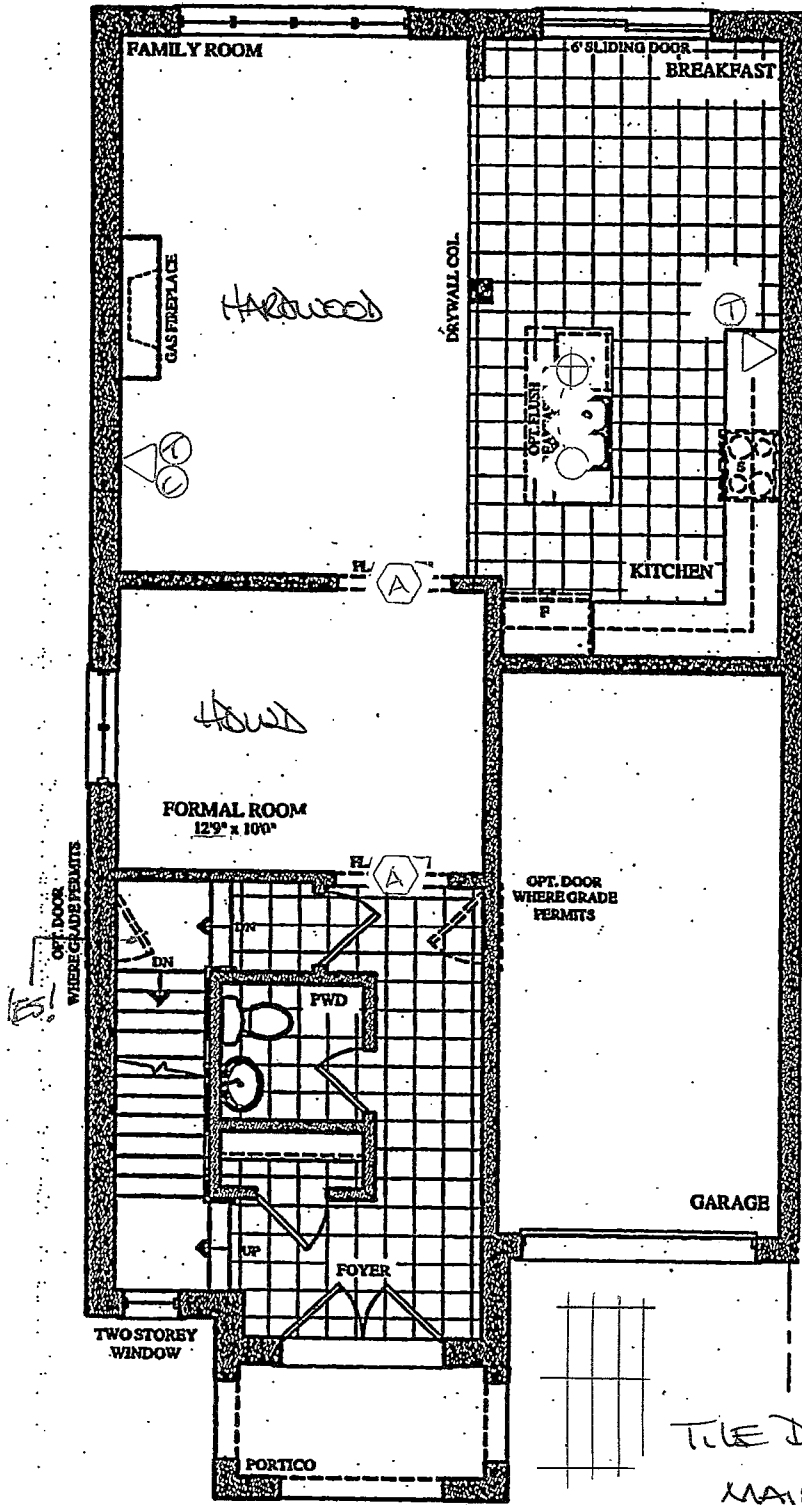 FAMILY ROOM
6' SLIDING DOOR
BREAKFAST
GAS FIREPLACE
HARDWOOD
DRYWALL COL.
T
OPT. FLUSH
T
KITCHEN
A
F
FORMAL ROOM
12'9" x 10'0"
A
OPT. DOOR
WHERE GRADE PERMITS
OPT. DOOR
WHERE GRADE
PERMITS
DN
DN
PWD
GARAGE
UP
FOYER
TWO STOREY
WINDOW
PORTICO
TILE